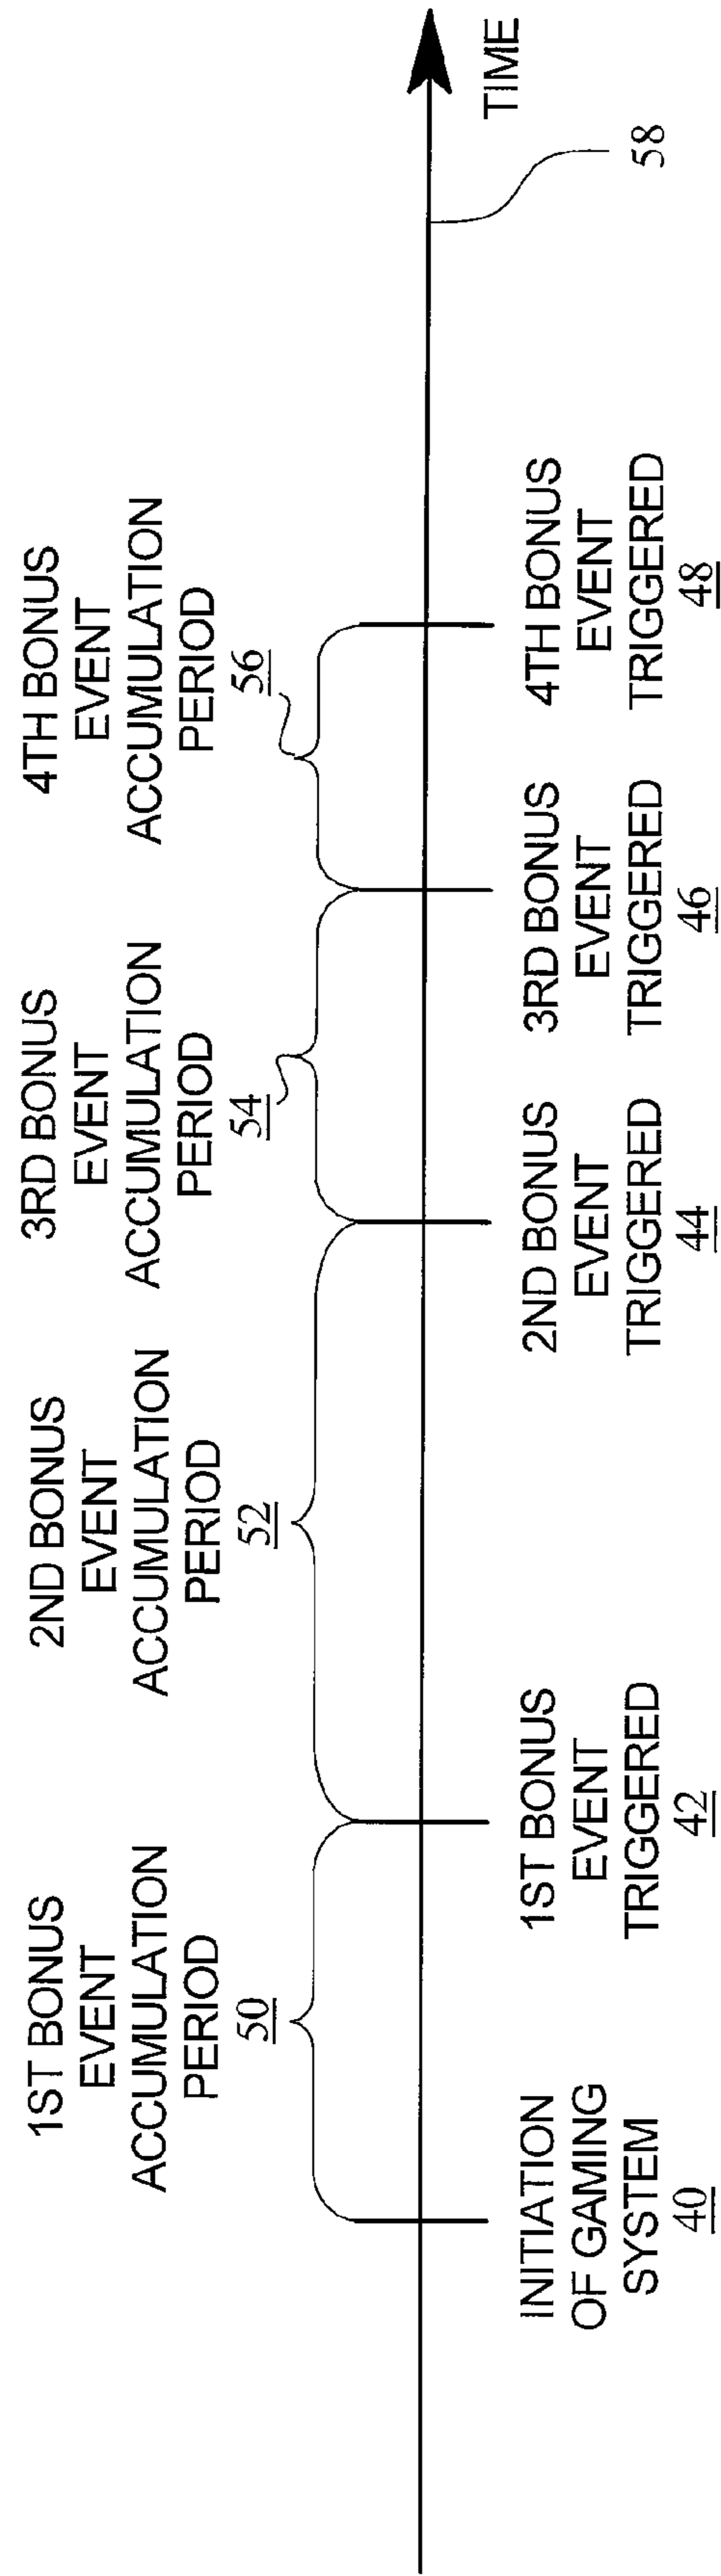 1ST BONUS
EVENT
ACCUMULATION
PERIOD
50
2ND BONUS
EVENT
ACCUMULATION
PERIOD
52
3RD BONUS
EVENT
ACCUMULATION
PERIOD
54
4TH BONUS
EVENT
ACCUMULATION
PERIOD
56
INITIATION
OF GAMING
SYSTEM
40
1ST BONUS
EVENT
TRIGGERED
42
2ND BONUS
EVENT
TRIGGERED
44
3RD BONUS
EVENT
TRIGGERED
46
4TH BONUS
EVENT
TRIGGERED
48
TIME
58